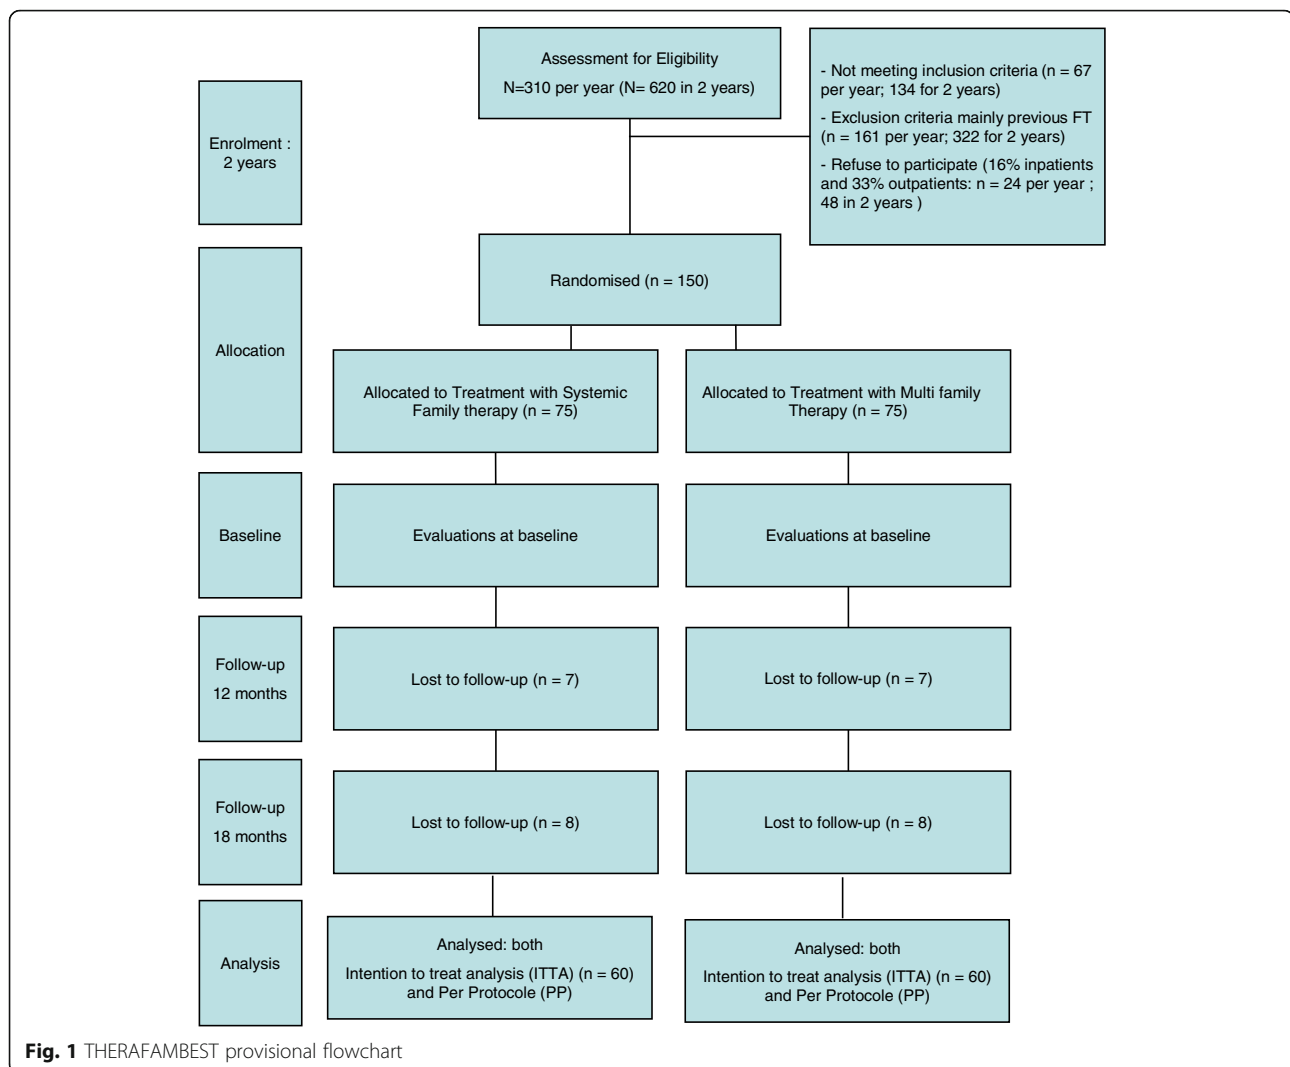 Assessment for Eligibility
N=310 per year (N= 620 in 2 years)
- Not meeting inclusion criteria (n = 67
per year; 134 for 2 years)
- Exclusion criteria mainly previous FT
(n = 161 per year; 322 for 2 years)
- Refuse to participate (16% inpatients
and 33% outpatients: n = 24 per year ;
48 in 2 years )
Enrolment :
2 years
Randomised (n = 150)
Allocation
Allocated to Treatment with Systemic
Family therapy (n = 75)
Allocated to Treatment with Multi family
Therapy (n = 75)
Baseline
Evaluations at baseline
Evaluations at baseline
Follow-up
12 months
Lost to follow-up (n = 7)
Lost to follow-up (n = 7)
Follow-up
18 months
Lost to follow-up (n = 8)
Lost to follow-up (n = 8)
Analysis
Analysed: both
Intention to treat analysis (ITTA) (n = 60)
and Per Protocole (PP)
Analysed: both
Intention to treat analysis (ITTA) (n = 60)
and Per Protocole (PP)
Fig. 1 THERAFAMBEST provisional flowchart